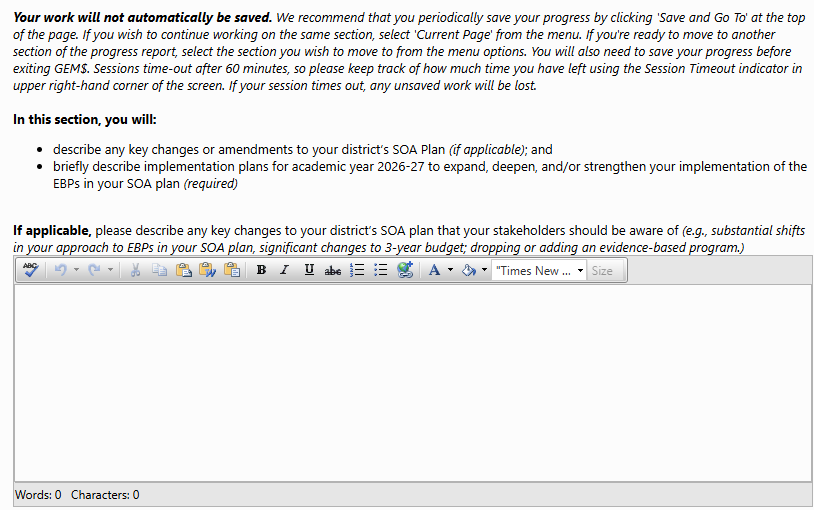 Your work will not automatically be saved. We recommend that you periodically save your progress by clicking 'Save and Go To' at the top
of the page. If you wish to continue working on the same section, select 'Current Page' from the menu. If you're ready to move to another
section of the progress report, select the section you wish to move to from the menu options. You will also need to save your progress before
exiting GEM$. Sessions time-out after 60 minutes, so please keep track of how much time you have left using the Session Timeout indicator in
upper right-hand corner of the screen. If your session times out, any unsaved work will be lost.
In this section, you will:
• describe any key changes or amendments to your district's SOA Plan (if applicable); and
• briefly describe implementation plans for academic year 2026-27 to expand, deepen, and/or strengthen your implementation of the
EBPs in your SOA plan (required)
If applicable, please describe any key changes to your district's SOA plan that your stakeholders should be aware of (e.g., substantial shifts
in your approach to EBPs in your SOA plan, significant changes to 3-year budget; dropping or adding an evidence-based program.)
ABC B I U abc A "Times New ... Size
Words: 0 Characters: 0